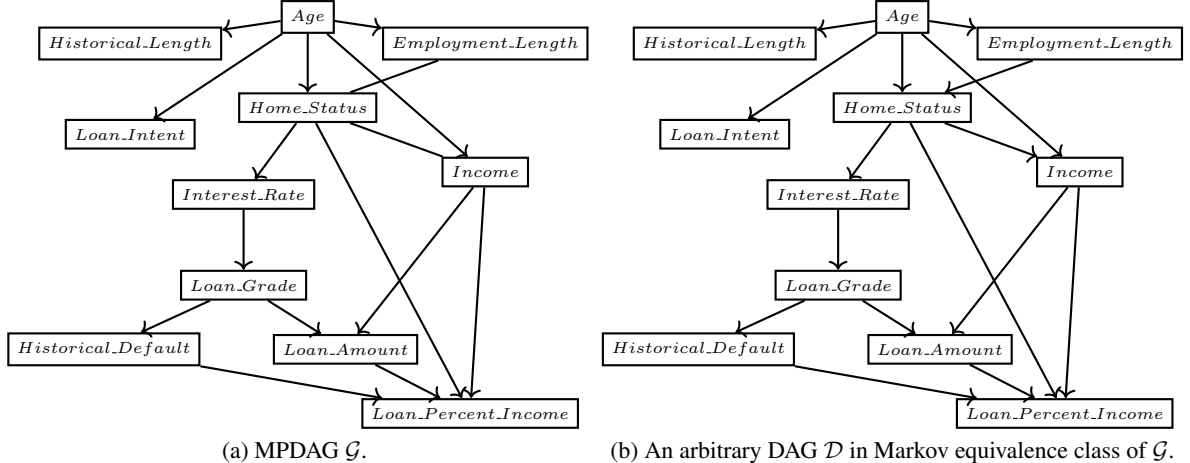 Age
Historical_Length
Employment_Length
Home_Status
Loan_Intent
Income
Interest_Rate
Loan_Grade
Historical_Default
Loan_Amount
Loan_Percent_Income
(a) MPDAG G.
Age
Historical_Length
Employment_Length
Home_Status
Loan_Intent
Income
Interest_Rate
Loan_Grade
Historical_Default
Loan_Amount
Loan_Percent_Income
(b) An arbitrary DAG D in Markov equivalence class of G.